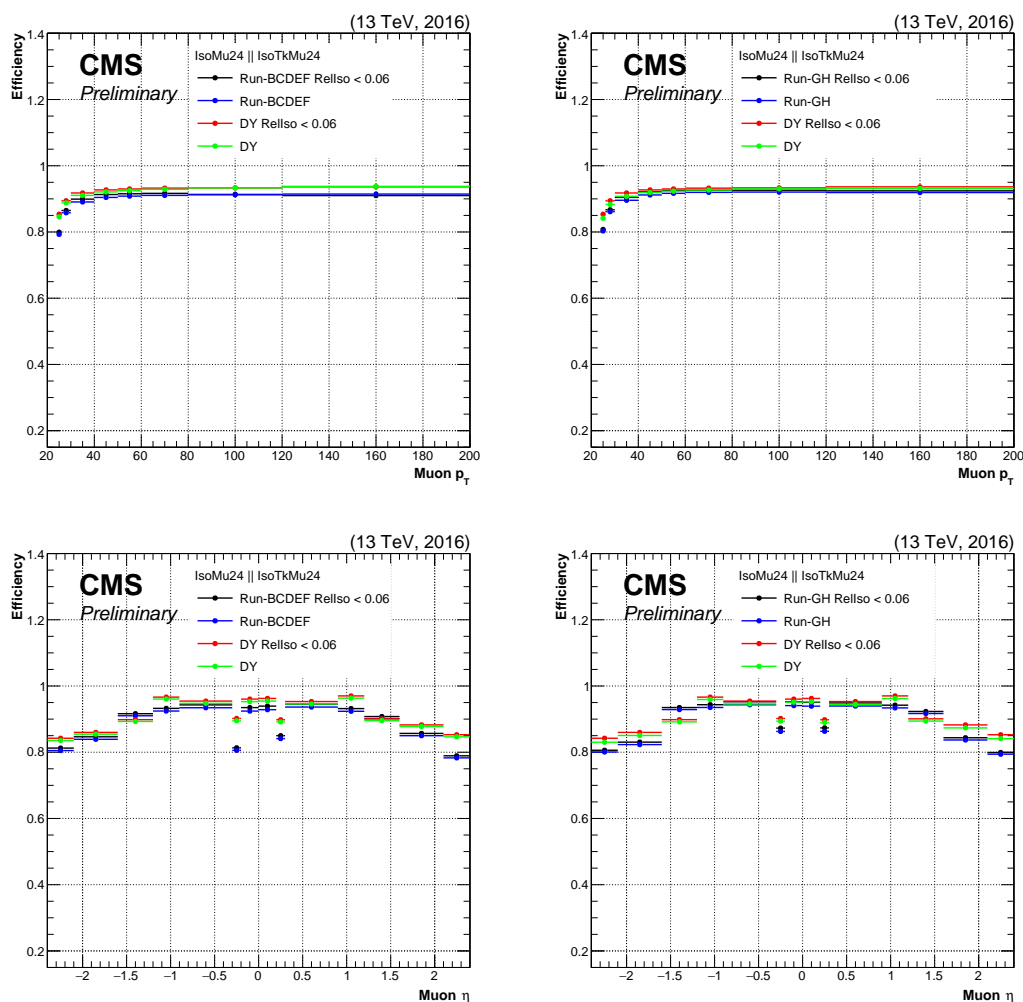 (13 TeV, 2016)
Efficiency
1.4
1.2
1
0.8
0.6
0.4
0.2
CMS
Preliminary
IsoMu24 || IsoTkMu24
Run-BCDEF RelIso < 0.06
Run-BCDEF
DY RelIso < 0.06
DY
20 40 60 80 100 120 140 160 180 200
Muon p_T
(13 TeV, 2016)
Efficiency
1.4
1.2
1
0.8
0.6
0.4
0.2
CMS
Preliminary
IsoMu24 || IsoTkMu24
Run-GH RelIso < 0.06
Run-GH
DY RelIso < 0.06
DY
20 40 60 80 100 120 140 160 180 200
Muon p_T
(13 TeV, 2016)
Efficiency
1.4
1.2
1
0.8
0.6
0.4
0.2
CMS
Preliminary
IsoMu24 || IsoTkMu24
Run-BCDEF RelIso < 0.06
Run-BCDEF
DY RelIso < 0.06
DY
−2 −1.5 −1 −0.5 0 0.5 1 1.5 2
Muon η
(13 TeV, 2016)
Efficiency
1.4
1.2
1
0.8
0.6
0.4
0.2
CMS
Preliminary
IsoMu24 || IsoTkMu24
Run-GH RelIso < 0.06
Run-GH
DY RelIso < 0.06
DY
−2 −1.5 −1 −0.5 0 0.5 1 1.5 2
Muon η